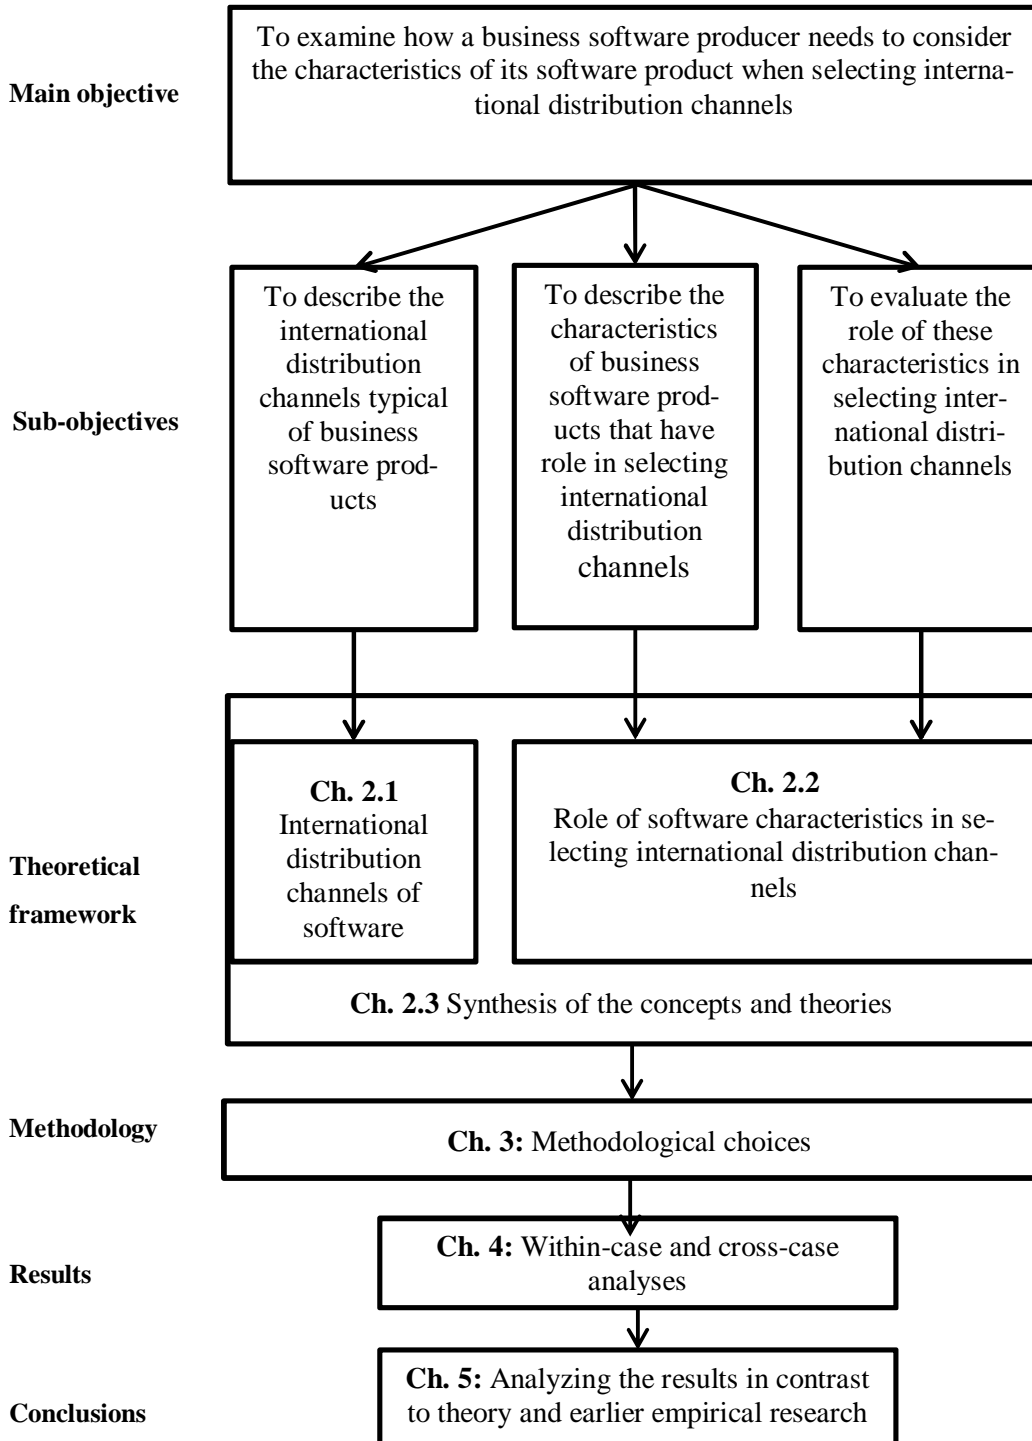 Main objective
To examine how a business software producer needs to consider
the characteristics of its software product when selecting interna-
tional distribution channels
Sub-objectives
To describe the
international
distribution
channels typical
of business
software prod-
ucts
To describe the
characteristics
of business
software prod-
ucts that have
role in selecting
international
distribution
channels
To evaluate the
role of these
characteristics in
selecting inter-
national distri-
bution channels
Theoretical
framework
Ch. 2.1
International
distribution
channels of
software
Ch. 2.2
Role of software characteristics in se-
lecting international distribution chan-
nels
Ch. 2.3 Synthesis of the concepts and theories
Methodology
Ch. 3: Methodological choices
Results
Ch. 4: Within-case and cross-case
analyses
Conclusions
Ch. 5: Analyzing the results in contrast
to theory and earlier empirical research